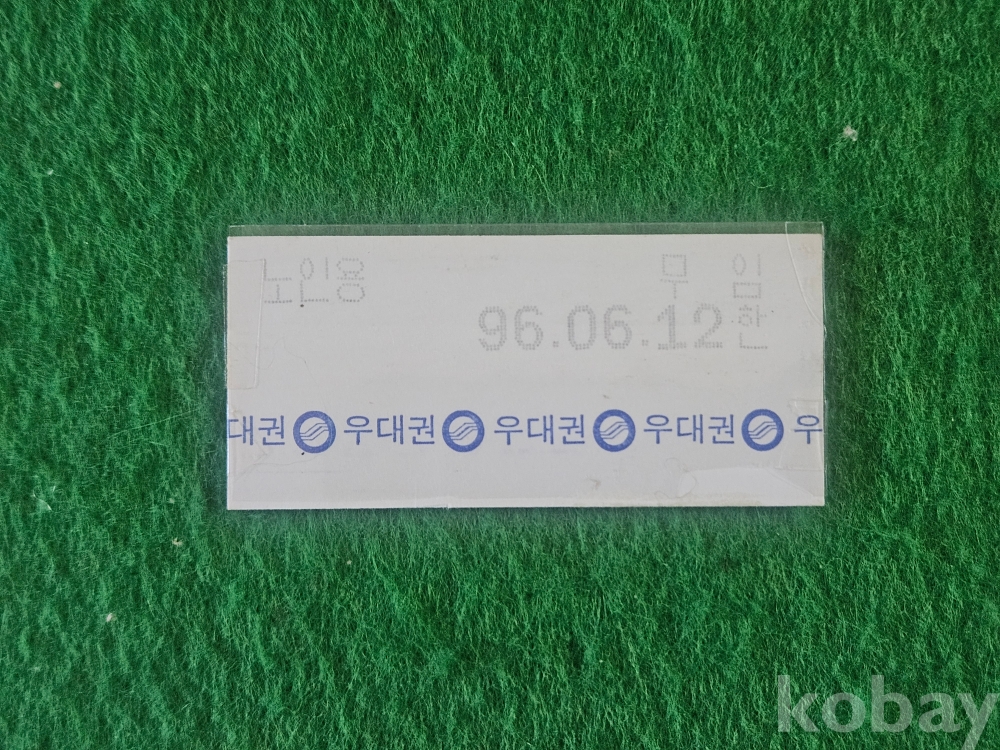 노인용 무 임
96.06.12 한
대권 우대권 우대권 우대권 우
kobay